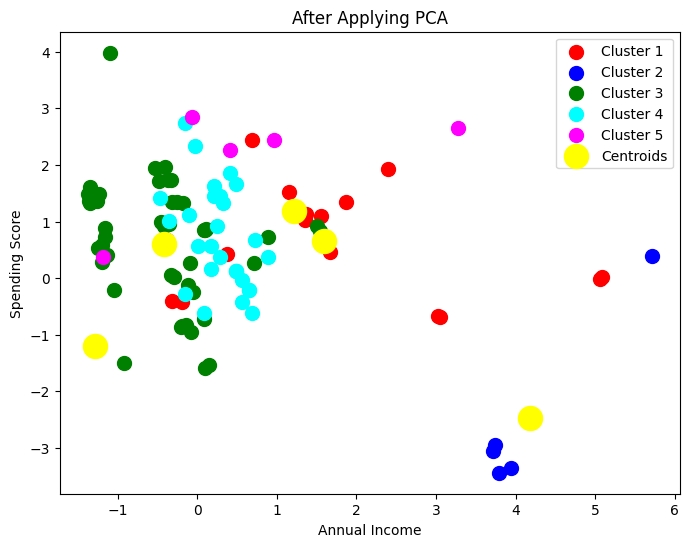 After Applying PCA
Cluster 1
Cluster 2
Cluster 3
Cluster 4
Cluster 5
Centroids
Spending Score
4
3
2
1
0
−1
−2
−3
−1
0
1
2
3
4
5
6
Annual Income